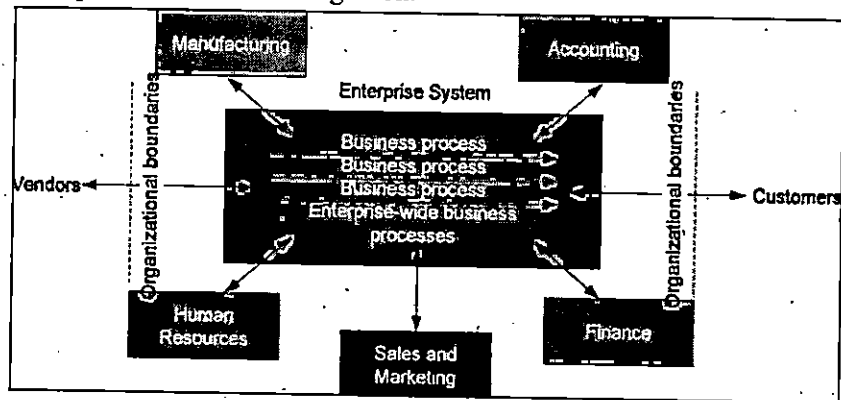 Manufacturing
Accounting
Enterprise System
Organizational boundaries
Organizational boundaries
Business process
Business process
Business process
Enterprise-wide business
processes
Vendors
Customers
Human
Resources
Sales and
Marketing
Finance